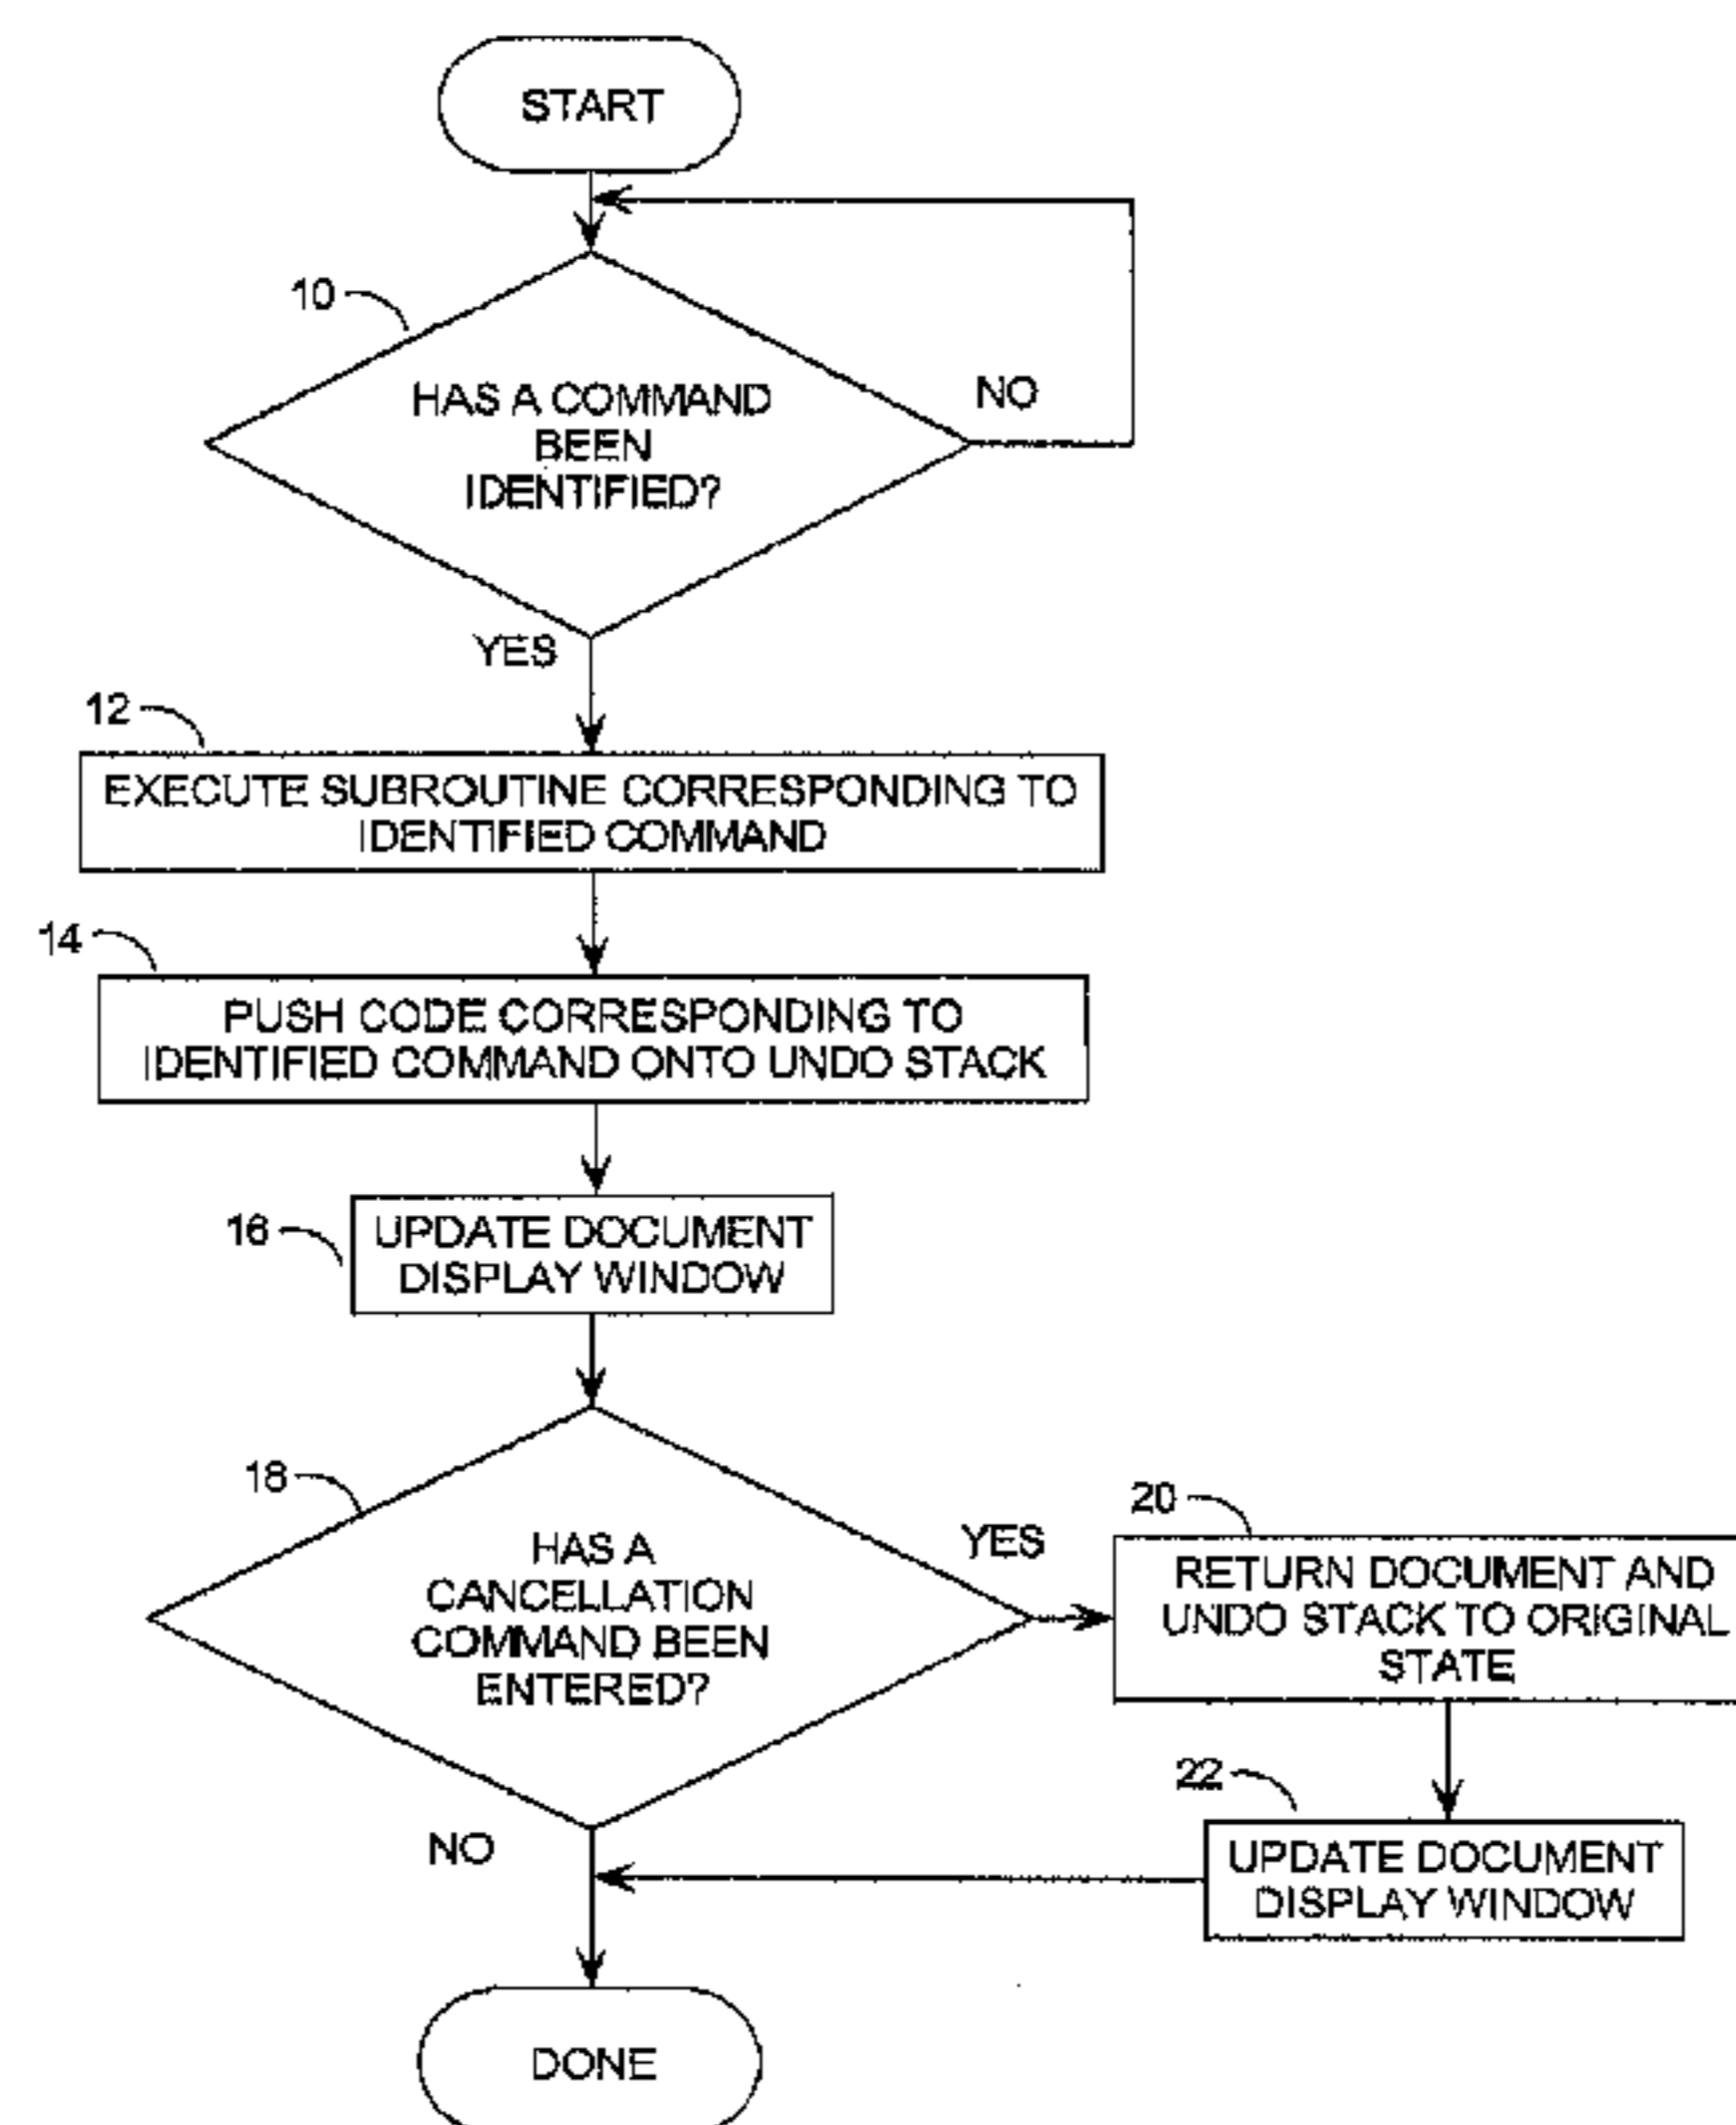 START
10
HAS A COMMAND
BEEN
IDENTIFIED?
NO
YES
12
EXECUTE SUBROUTINE CORRESPONDING TO
IDENTIFIED COMMAND
14
PUSH CODE CORRESPONDING TO
IDENTIFIED COMMAND ONTO UNDO STACK
16
UPDATE DOCUMENT
DISPLAY WINDOW
18
HAS A
CANCELLATION
COMMAND BEEN
ENTERED?
YES
20
RETURN DOCUMENT AND
UNDO STACK TO ORIGINAL
STATE
22
UPDATE DOCUMENT
DISPLAY WINDOW
NO
DONE